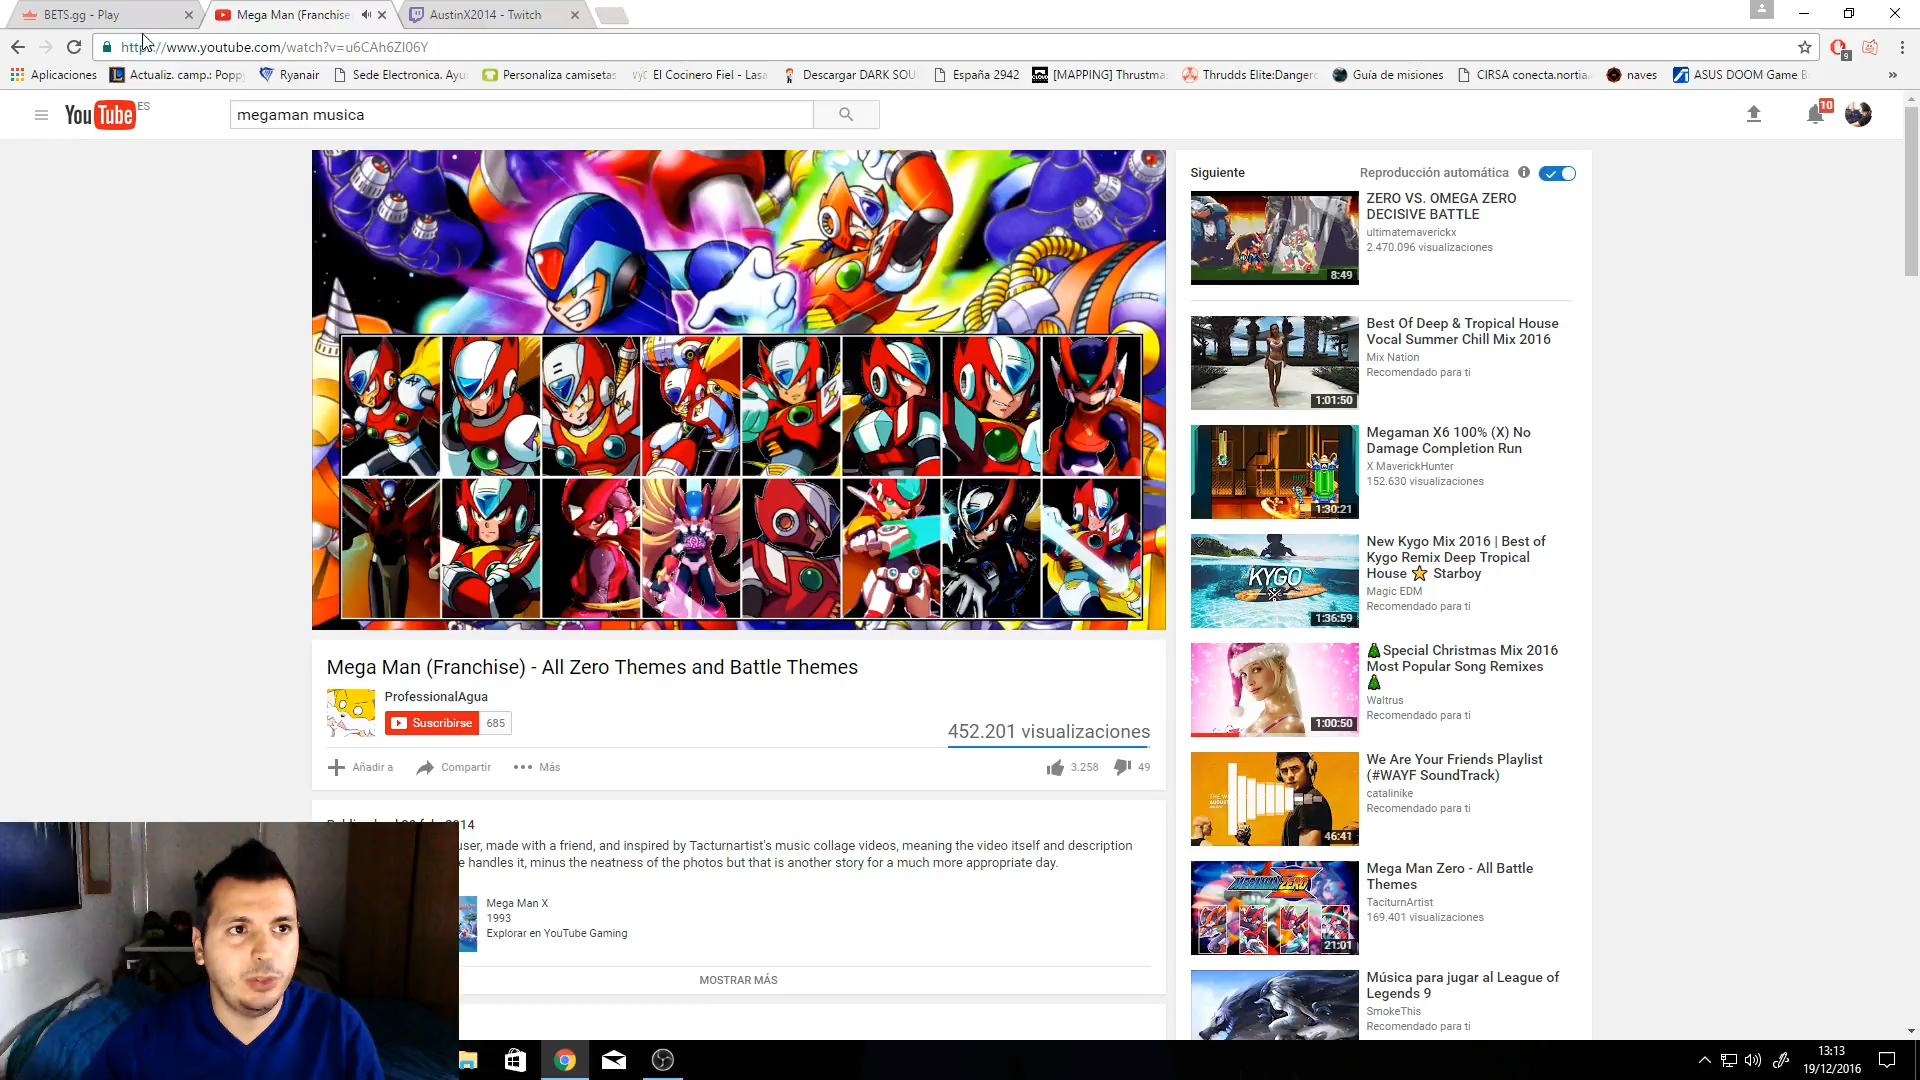 BETS.gg - Play
Mega Man (Franchise
AustinX2014 - Twitch
https://www.youtube.com/watch?v=u6CAh6ZI06Y
Aplicaciones
Actualiz. camp.: Poppy
Ryanair
Sede Electronica. Ayu
Personaliza camisetas
El Cocinero Fiel - Lasa
Descargar DARK SOU
España 2942
[MAPPING] Thrustma
Thrudds Elite:Danger
Guía de misiones
CIRSA conecta.nortia
naves
ASUS DOOM Game B
YouTube ES
megaman musica
10
Siguiente
Reproducción automática
ZERO VS. OMEGA ZERO
DECISIVE BATTLE
ultimatemaverickx
2.470.096 visualizaciones
8:49
Best Of Deep & Tropical House
Vocal Summer Chill Mix 2016
Mix Nation
Recomendado para ti
1:01:50
Megaman X6 100% (X) No
Damage Completion Run
X MaverickHunter
152.630 visualizaciones
1:30:21
New Kygo Mix 2016 | Best of
Kygo Remix Deep Tropical
House ⭐ Starboy
Magic EDM
Recomendado para ti
KYGO
1:36:59
🎄Special Christmas Mix 2016
Most Popular Song Remixes
🎄
Waltrus
Recomendado para ti
1:00:50
We Are Your Friends Playlist
(#WAYF SoundTrack)
catalinike
Recomendado para ti
46:41
Mega Man Zero - All Battle
Themes
TaciturnArtist
169.401 visualizaciones
21:01
Música para jugar al League of
Legends 9
SmokeThis
Recomendado para ti
Mega Man (Franchise) - All Zero Themes and Battle Themes
ProfessionalAgua
Suscribirse 685
452.201 visualizaciones
Añadir a
Compartir
Más
3.258
49
2014
user, made with a friend, and inspired by Tacturnartist's music collage videos, meaning the video itself and description
e handles it, minus the neatness of the photos but that is another story for a much more appropriate day.
Mega Man X
1993
Explorar en YouTube Gaming
MOSTRAR MÁS
13:13
19/12/2016